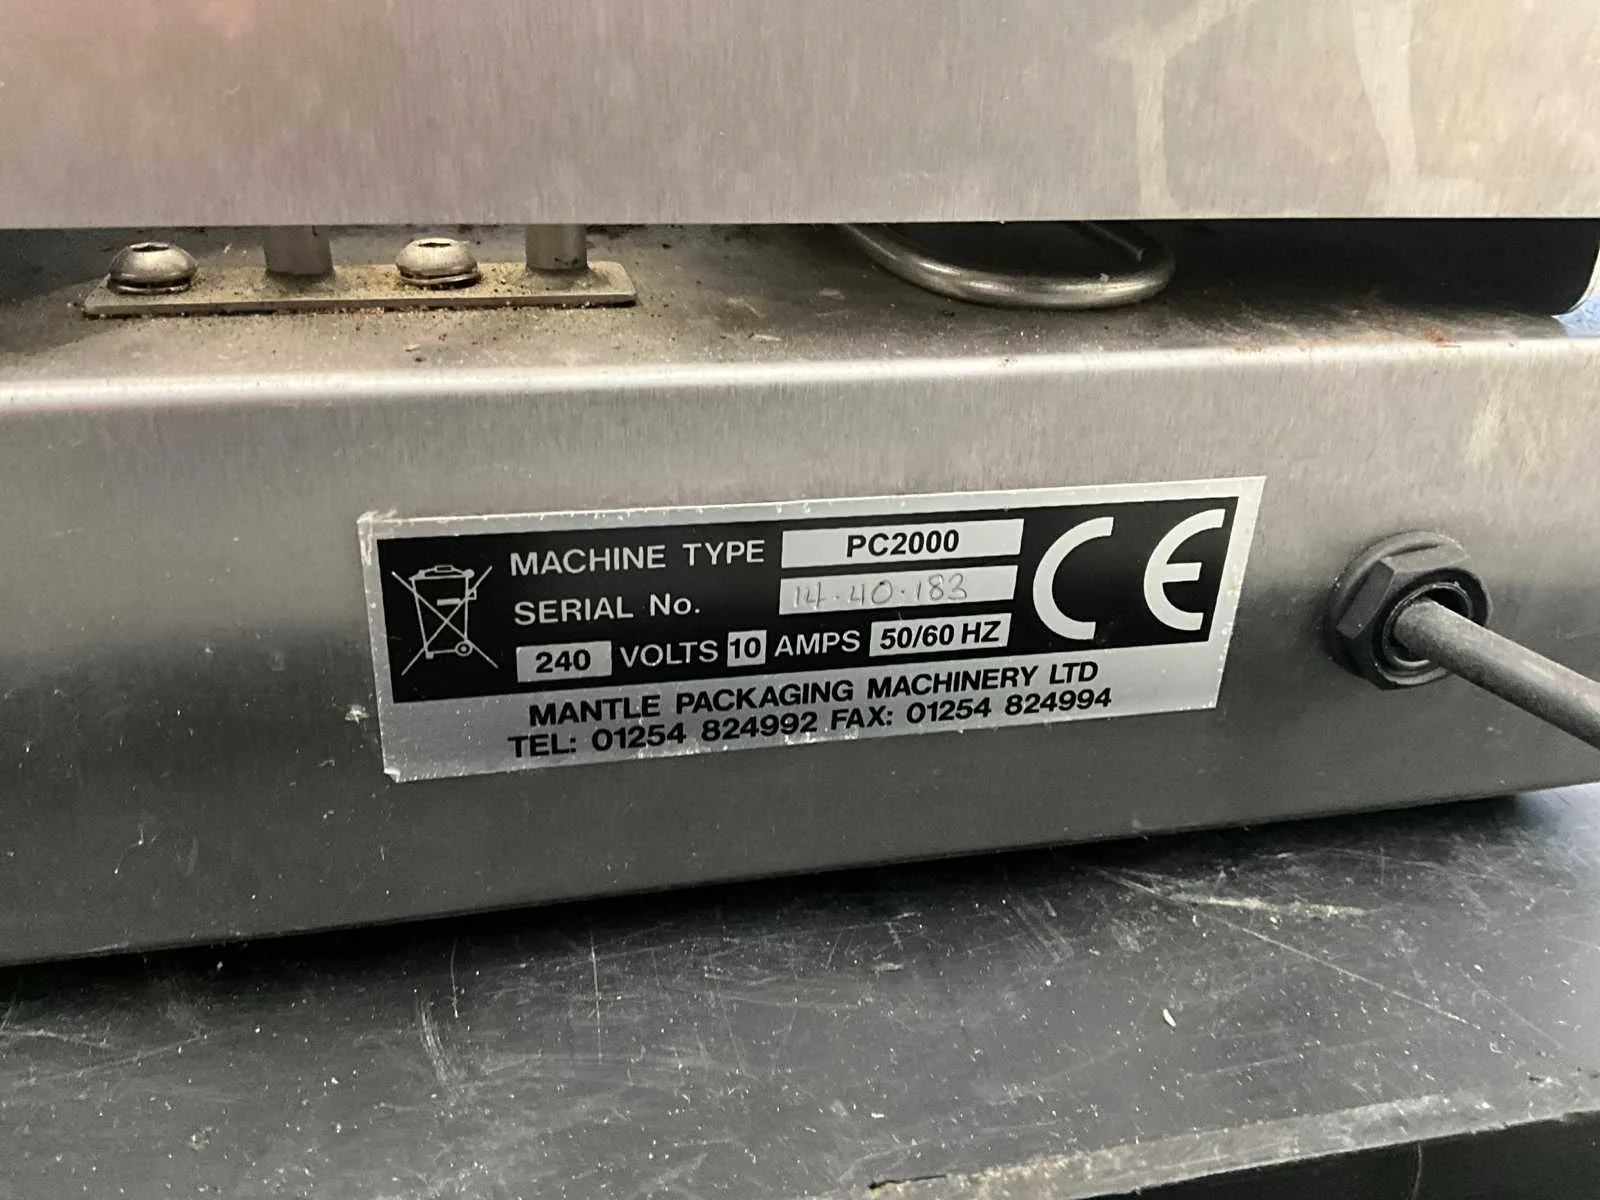 MACHINE TYPE PC2000
SERIAL No. 14.40.183
240 VOLTS 10 AMPS 50/60 HZ
CE
MANTLE PACKAGING MACHINERY LTD
TEL: 01254 824992 FAX: 01254 824994